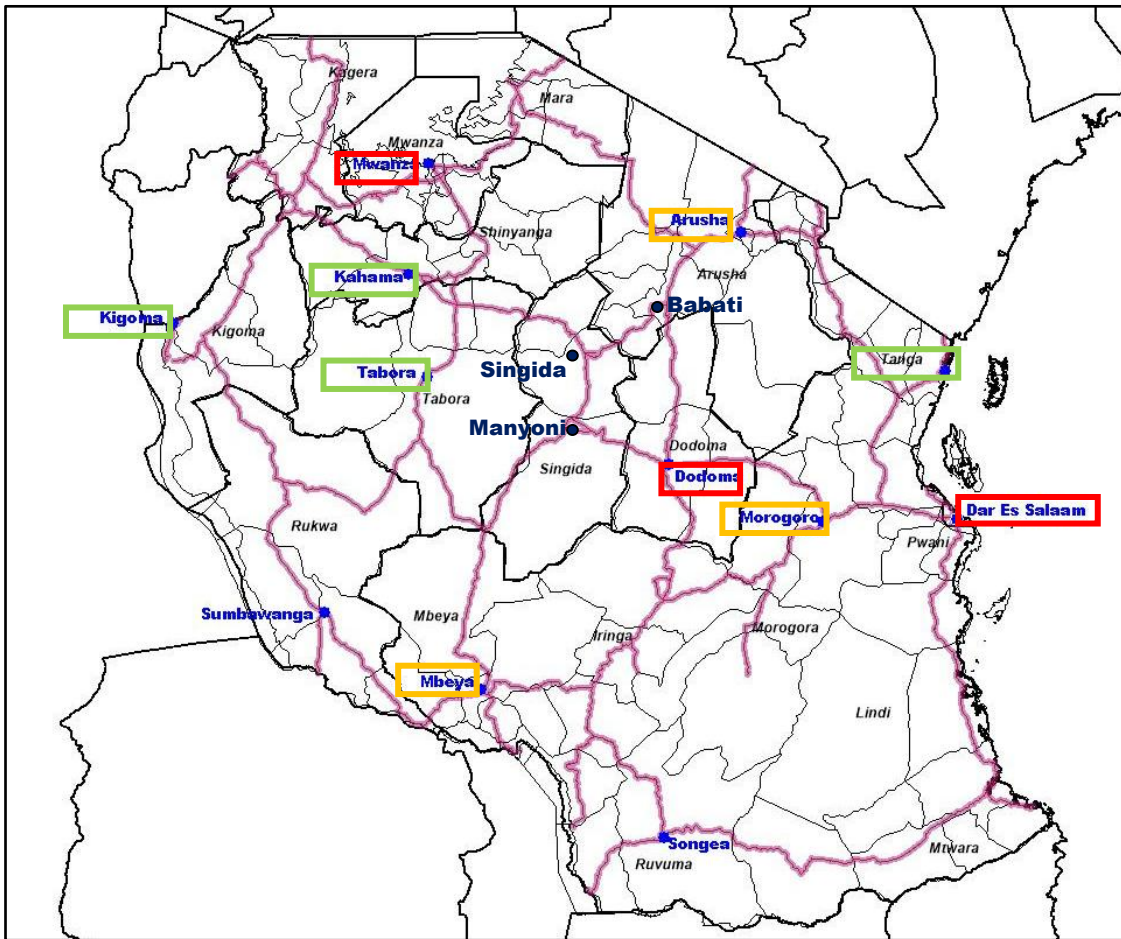 Kagera
Mara
Mwanza
Mwanza
Arusha
Shinyanga
Arusha
Kahama
Babati
Kigoma
Kigoma
Tanga
Singida
Tabora
Tabora
Manyoni
Dodoma
Singida
Dodoma
Morogoro
Dar Es Salaam
Rukwa
Pwani
Sumbawanga
Mbeya
Iringa
Morogora
Mbeya
Lindi
Songea
Ruvuma
Mtwara